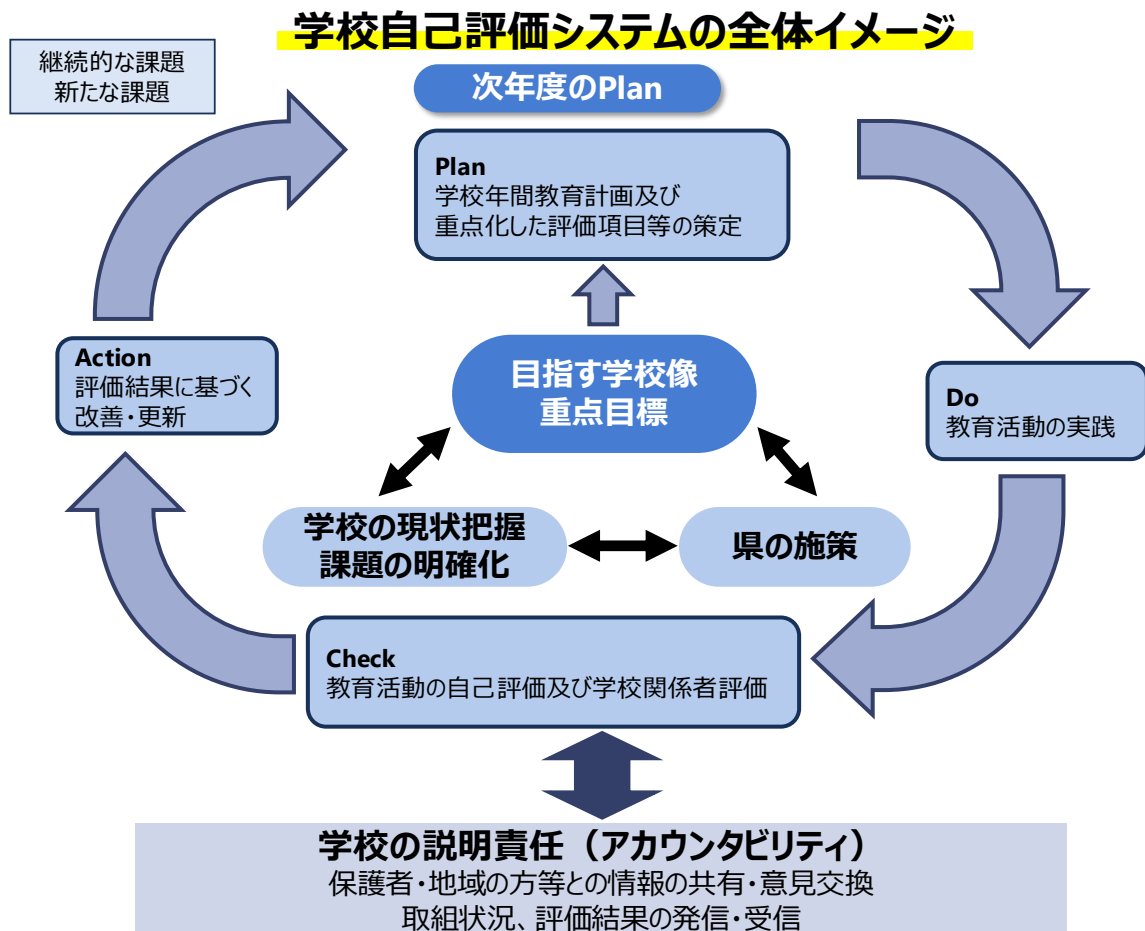 学校自己評価システムの全体イメージ
継続的な課題
新たな課題
次年度のPlan
Plan
学校年間教育計画及び
重点化した評価項目等の策定
Action
評価結果に基づく
改善・更新
目指す学校像
重点目標
Do
教育活動の実践
学校の現状把握
課題の明確化
県の施策
Check
教育活動の自己評価及び学校関係者評価
学校の説明責任（アカウンタビリティ）
保護者・地域の方等との情報の共有・意見交換
取組状況、評価結果の発信・受信